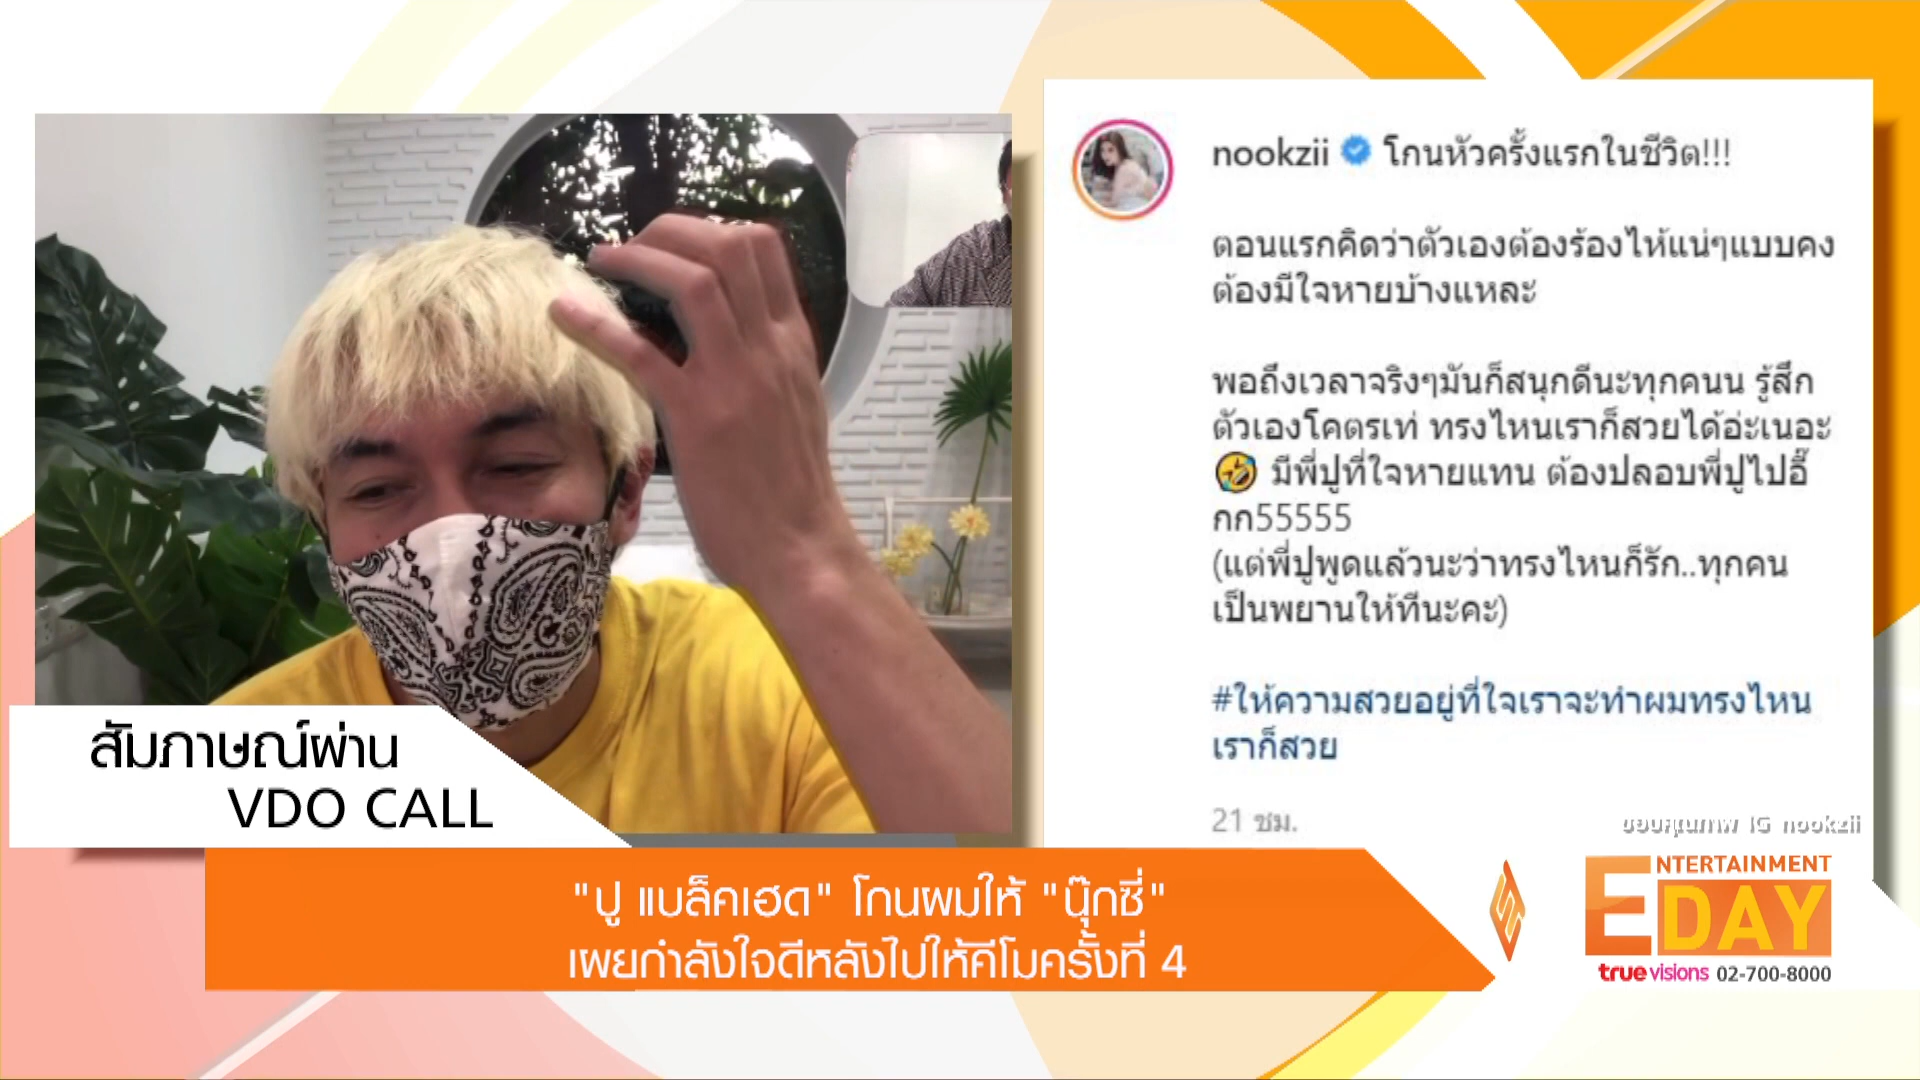 nookzii โกนหัวครั้งแรกในชีวิต!!!
ตอนแรกคิดว่าตัวเองต้องร้องไห้แน่ๆแบบคง
ต้องมีใจหายบ้างแหละ
พอถึงเวลาจริงๆมันก็สนุกดีนะทุกคนน รู้สึก
ตัวเองโคตรเท่ ทรงไหนเราก็สวยได้อ่ะเนอะ
🤣 มีพี่ปูที่ใจหายแทน ต้องปลอบพี่ปูไปอี๊
กก55555
(แต่พี่ปูพูดแล้วนะว่าทรงไหนก็รัก..ทุกคน
เป็นพยานให้ทีนะคะ)
#ให้ความสวยอยู่ที่ใจเราจะทำผมทรงไหน
เราก็สวย
21 ชม.
ขอบคุณภาพ IG nookzii
สัมภาษณ์ผ่าน
VDO CALL
"ปู แบล็คเฮด" โกนผมให้ "นุ๊กซี่"
เผยกำลังใจดีหลังไปให้คีโมครั้งที่ 4
ENTERTAINMENT
DAY
truevisions 02-700-8000